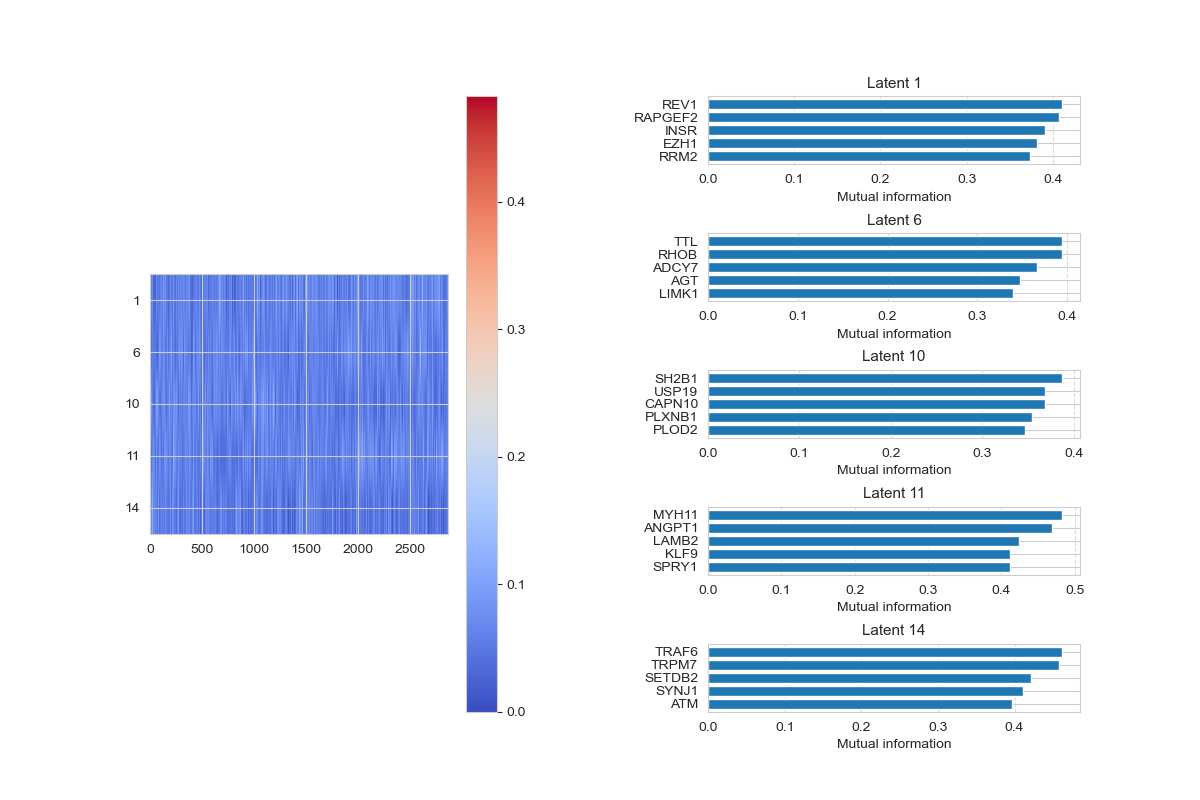 1
6
10
11
14
0 500 1000 1500 2000 2500
0.4
0.3
0.2
0.1
0.0
Latent 1
REV1
RAPGEF2
INSR
EZH1
RRM2
0.0 0.1 0.2 0.3 0.4
Mutual information
Latent 6
TTL
RHOB
ADCY7
AGT
LIMK1
0.0 0.1 0.2 0.3 0.4
Mutual information
Latent 10
SH2B1
USP19
CAPN10
PLXNB1
PLOD2
0.0 0.1 0.2 0.3 0.4
Mutual information
Latent 11
MYH11
ANGPT1
LAMB2
KLF9
SPRY1
0.0 0.1 0.2 0.3 0.4 0.5
Mutual information
Latent 14
TRAF6
TRPM7
SETDB2
SYNJ1
ATM
0.0 0.1 0.2 0.3 0.4
Mutual information